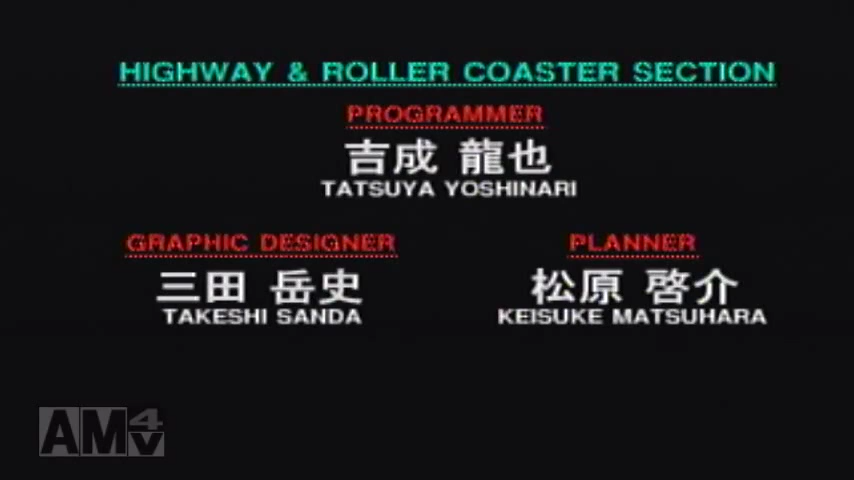 HIGHWAY & ROLLER COASTER SECTION
PROGRAMMER
吉成 龍也
TATSUYA YOSHINARI
GRAPHIC DESIGNER
三田 岳史
TAKESHI SANDA
PLANNER
松原 啓介
KEISUKE MATSUHARA
AM4V